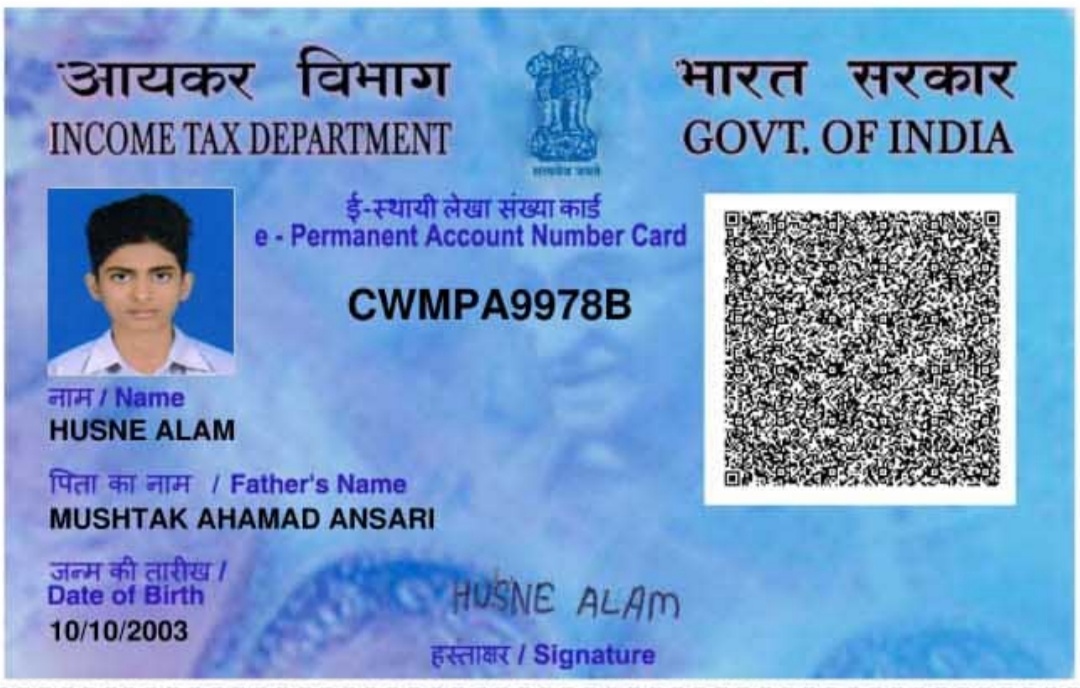 आयकर विभाग
INCOME TAX DEPARTMENT
सत्यमेव जयते
भारत सरकार
GOVT. OF INDIA
ई-स्थायी लेखा संख्या कार्ड
e - Permanent Account Number Card
CWMPA9978B
नाम / Name
HUSNE ALAM
पिता का नाम / Father's Name
MUSHTAK AHAMAD ANSARI
जन्म की तारीख /
Date of Birth
10/10/2003
HUSNE ALAM
हस्ताक्षर / Signature